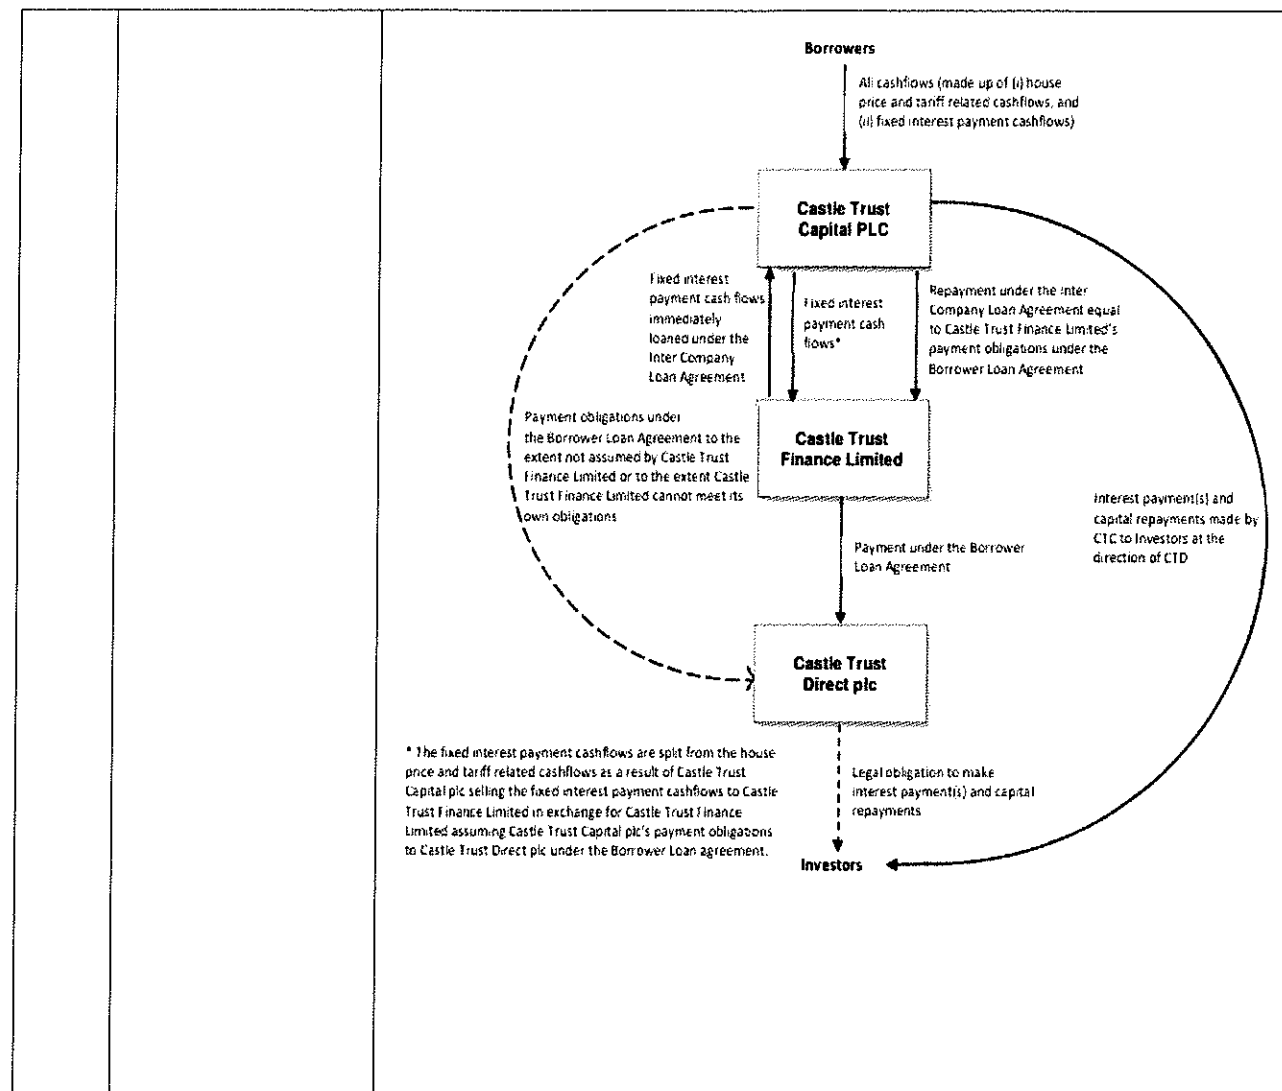 Borrowers
All cashflows (made up of (i) house
price and tariff related cashflows, and
(ii) fixed interest payment cashflows)
Castle Trust
Capital PLC
Fixed interest
payment cash flows
immediately
loaned under the
Inter Company
Loan Agreement
Fixed interest
payment cash
flows*
Repayment under the Inter
Company Loan Agreement equal
to Castle Trust Finance Limited's
payment obligations under the
Borrower Loan Agreement
Payment obligations under
the Borrower Loan Agreement to the
extent not assumed by Castle Trust
Finance Limited or to the extent Castle
Trust Finance Limited cannot meet its
own obligations
Castle Trust
Finance Limited
Interest payment(s) and
capital repayments made by
CTC to Investors at the
direction of CTD
Payment under the Borrower
Loan Agreement
Castle Trust
Direct plc
* The fixed interest payment cashflows are split from the house
price and tariff related cashflows as a result of Castle Trust
Capital plc selling the fixed interest payment cashflows to Castle
Trust Finance Limited in exchange for Castle Trust Finance
Limited assuming Castle Trust Capital plc's payment obligations
to Castle Trust Direct plc under the Borrower Loan agreement.
Legal obligation to make
interest payment(s) and capital
repayments
Investors